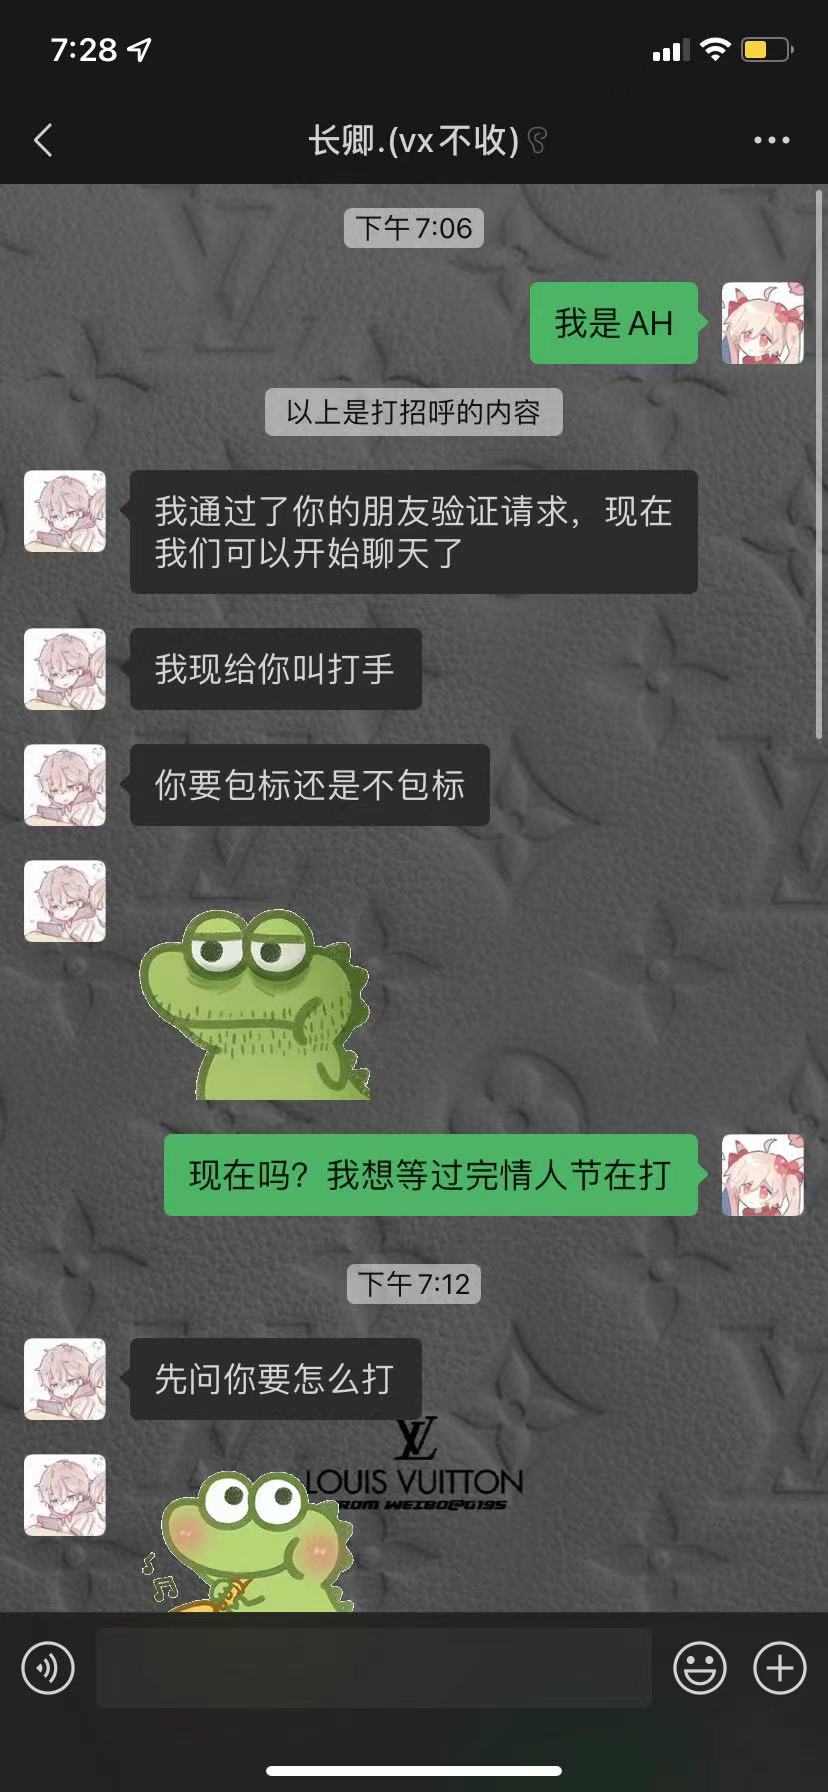 7:28
长卿.(vx不收)
下午7:06
我是AH
以上是打招呼的内容
我通过了你的朋友验证请求，现在
我们可以开始聊天了
我现给你叫打手
你要包标还是不包标
现在吗？我想等过完情人节在打
下午7:12
先问你要怎么打
LV
LOUIS VUITTON
ROM WEIBO@G195